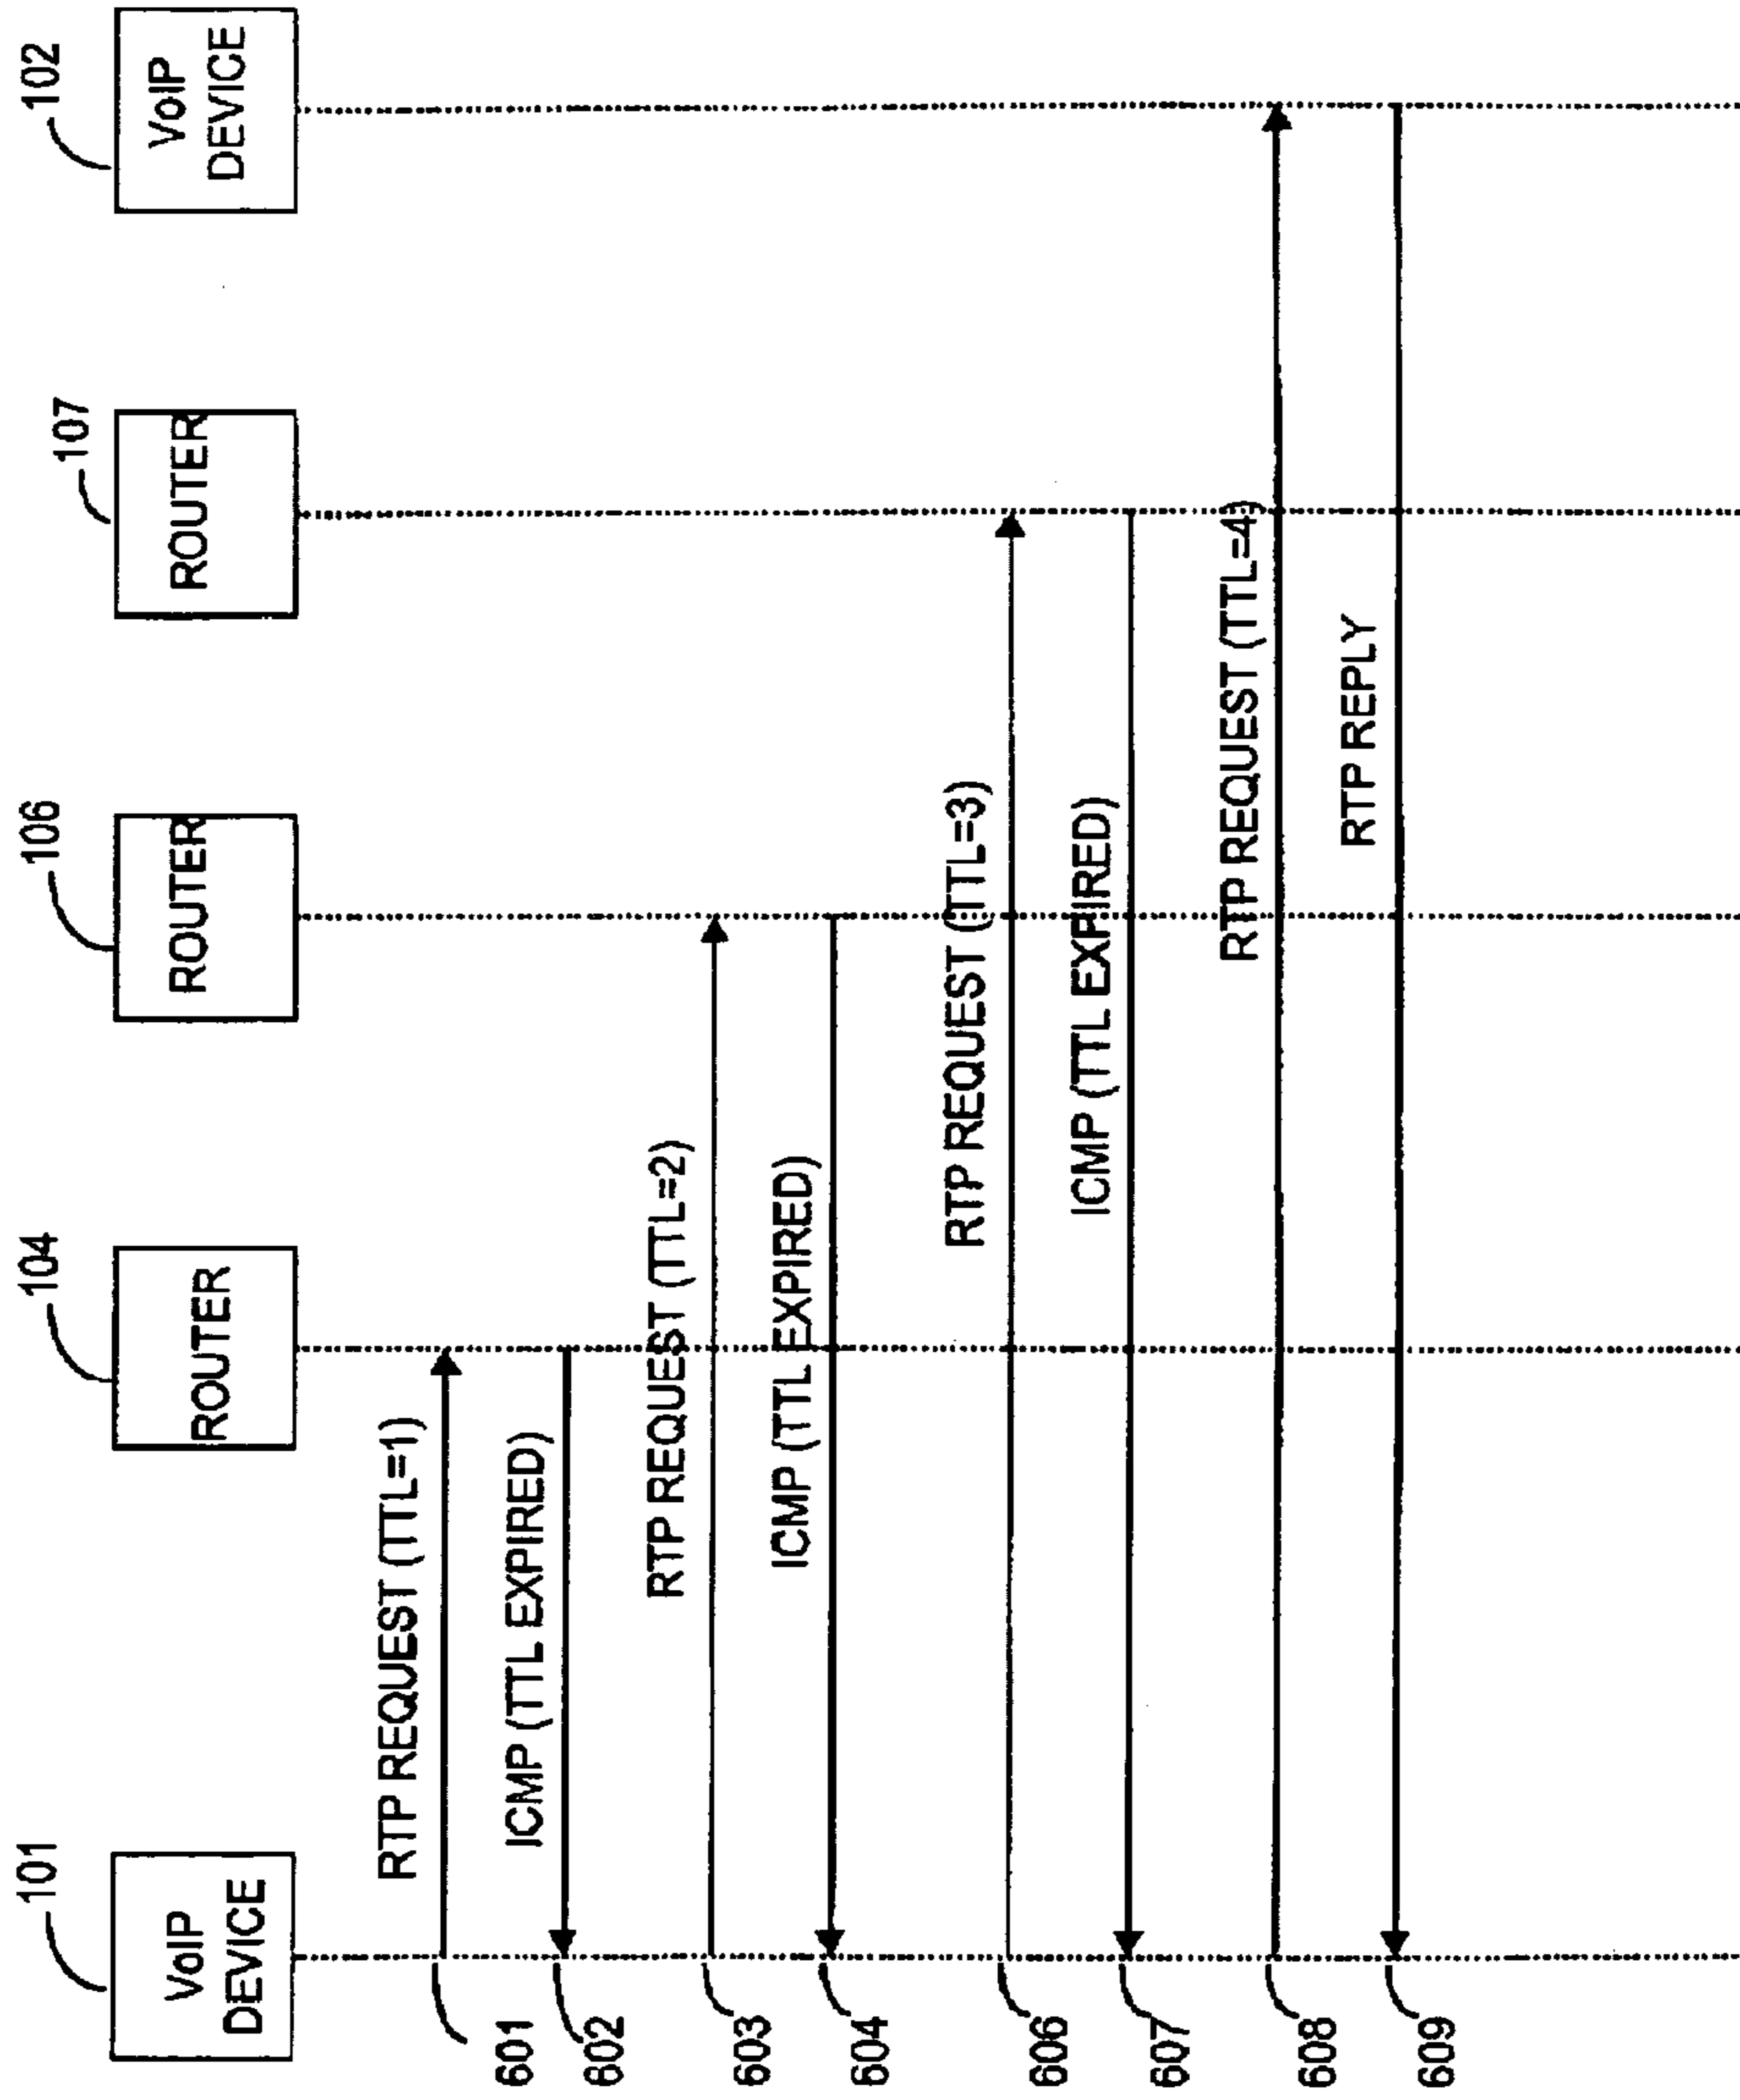 101
VoIP
DEVICE
104
ROUTER
106
ROUTER
107
ROUTER
102
VoIP
DEVICE
601
RTP REQUEST (TTL=1)
602
ICMP (TTL EXPIRED)
603
RTP REQUEST (TTL=2)
604
ICMP (TTL EXPIRED)
606
RTP REQUEST (TTL=3)
607
ICMP (TTL EXPIRED)
608
RTP REQUEST (TTL=4)
609
RTP REPLY